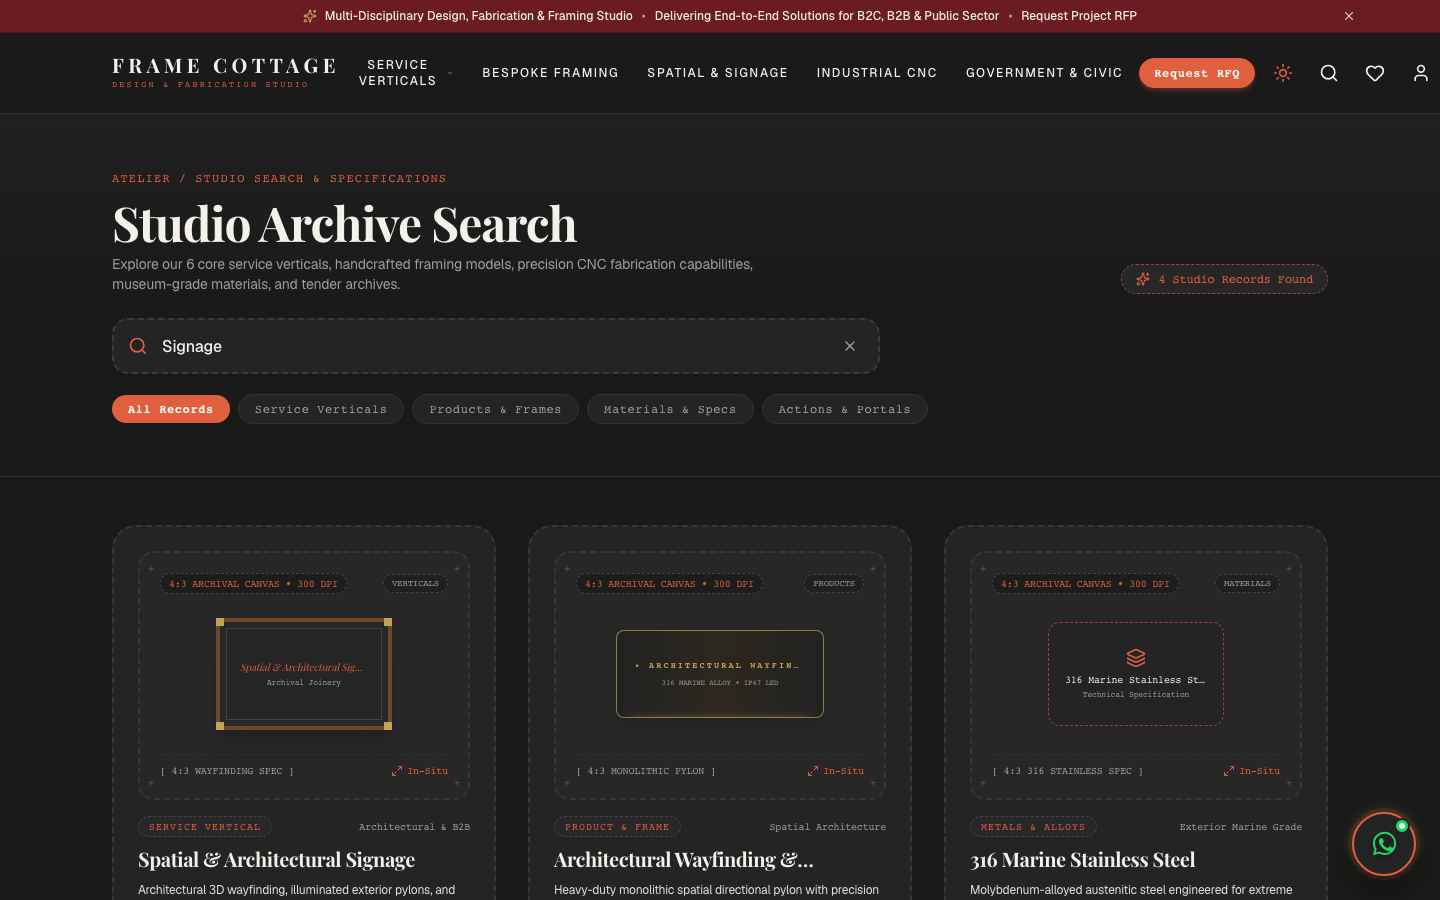 Multi-Disciplinary Design, Fabrication & Framing Studio • Delivering End-to-End Solutions for B2C, B2B & Public Sector • Request Project RFP
FRAME COTTAGE
DESIGN & FABRICATION STUDIO
SERVICE VERTICALS
BESPOKE FRAMING
SPATIAL & SIGNAGE
INDUSTRIAL CNC
GOVERNMENT & CIVIC
Request RFQ
ATELIER / STUDIO SEARCH & SPECIFICATIONS
Studio Archive Search
Explore our 6 core service verticals, handcrafted framing models, precision CNC fabrication capabilities,
museum-grade materials, and tender archives.
4 Studio Records Found
Signage
All Records
Service Verticals
Products & Frames
Materials & Specs
Actions & Portals
4:3 ARCHIVAL CANVAS • 300 DPI
VERTICALS
Spatial & Architectural Sig...
Archival Joinery
[ 4:3 WAYFINDING SPEC ]
In-Situ
SERVICE VERTICAL
Architectural & B2B
Spatial & Architectural Signage
Architectural 3D wayfinding, illuminated exterior pylons, and
4:3 ARCHIVAL CANVAS • 300 DPI
PRODUCTS
✦ ARCHITECTURAL WAYFIN…
316 MARINE ALLOY • IP67 LED
[ 4:3 MONOLITHIC PYLON ]
In-Situ
PRODUCT & FRAME
Spatial Architecture
Architectural Wayfinding &...
Heavy-duty monolithic spatial directional pylon with precision
4:3 ARCHIVAL CANVAS • 300 DPI
MATERIALS
316 Marine Stainless St…
Technical Specification
[ 4:3 316 STAINLESS SPEC ]
In-Situ
METALS & ALLOYS
Exterior Marine Grade
316 Marine Stainless Steel
Molybdenum-alloyed austenitic steel engineered for extreme